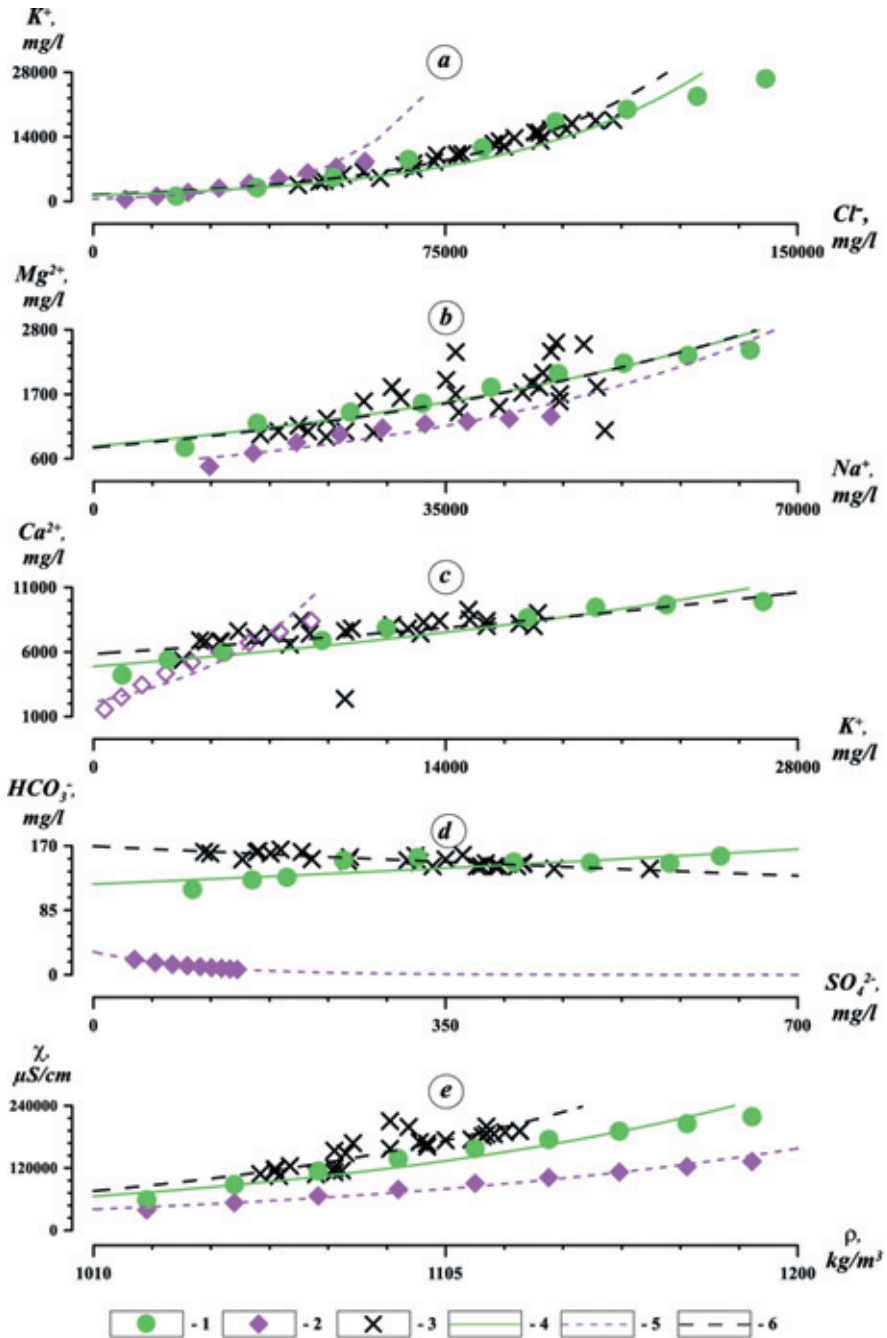 K⁺,
mg/l
a
28000
14000
0
0
75000
150000
Cl⁻,
mg/l
Mg²⁺,
mg/l
b
2800
1700
600
0
35000
70000
Na⁺,
mg/l
Ca²⁺,
mg/l
c
11000
6000
1000
0
14000
28000
K⁺,
mg/l
HCO₃⁻,
mg/l
d
170
85
0
0
350
700
SO₄²⁻,
mg/l
χ,
μS/cm
e
240000
120000
0
1010
1105
1200
ρ,
kg/m³
- 1 - 2 - 3 - 4 - 5 - 6